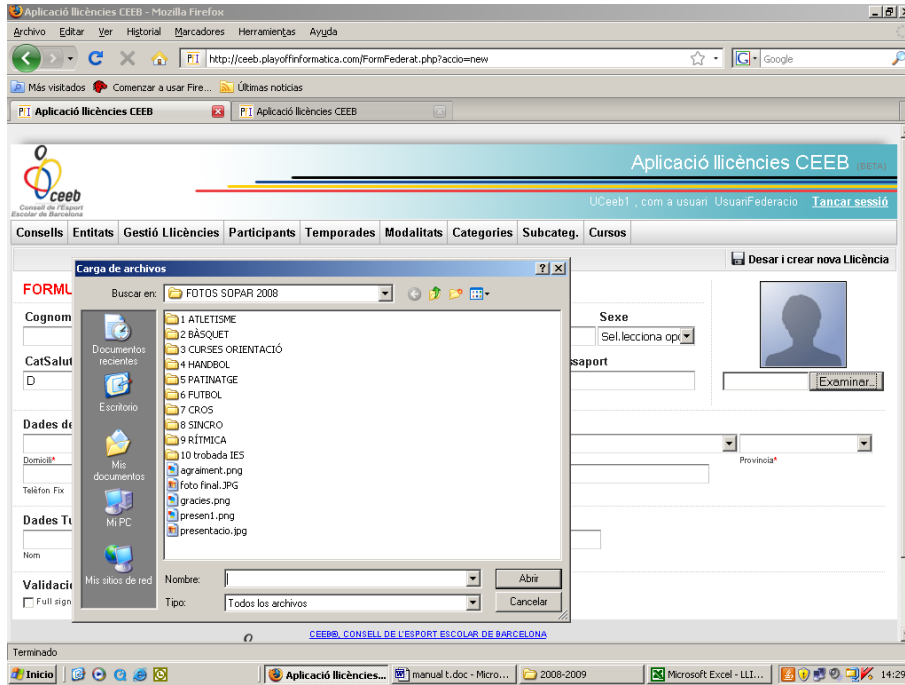 Aplicació llicències CEEB - Mozilla Firefox
Archivo Editar Ver Historial Marcadores Herramientas Ayuda
http://ceeb.playoffinformatica.com/FormFederat.php?accio=new
Google
Más visitados Comenzar a usar Fire... Últimas noticias
Aplicació llicències CEEB Aplicació llicències CEEB
ceeb
Consell de l'Esport
Escolar de Barcelona
Aplicació llicències CEEB (BETA)
UCeeb1 , com a usuari UsuariFederacio Tancar sessió
Consells Entitats Gestió Llicències Participants Temporades Modalitats Categories Subcateg. Cursos
Desar i crear nova Llicència
Carga de archivos
FORMU
Buscar en: FOTOS SOPAR 2008
Cognom
Sexe
Sel.lecciona opc
CatSalut
saport
D
Examinar...
Documentos recientes
Escritorio
Mis documentos
Mi PC
Mis sitios de red
1 ATLETISME
2 BÀSQUET
3 CURSES ORIENTACIÓ
4 HANDBOL
5 PATINATGE
6 FUTBOL
7 CROS
8 SINCRO
9 RÍTMICA
10 trobada IES
agraiment.png
foto final.JPG
gracies.png
presen1.png
presentacio.jpg
Dades de
Domicili*
Provincia*
Telèfon Fix
Dades Tu
Nom
Validació
Full sign
Nombre:
Abrir
Tipo: Todos los archivos
Cancelar
CEEB®, CONSELL DE L'ESPORT ESCOLAR DE BARCELONA
Terminado
Inicio Aplicació llicències... manual t.doc - Micro... 2008-2009 Microsoft Excel - LLI... 14:29